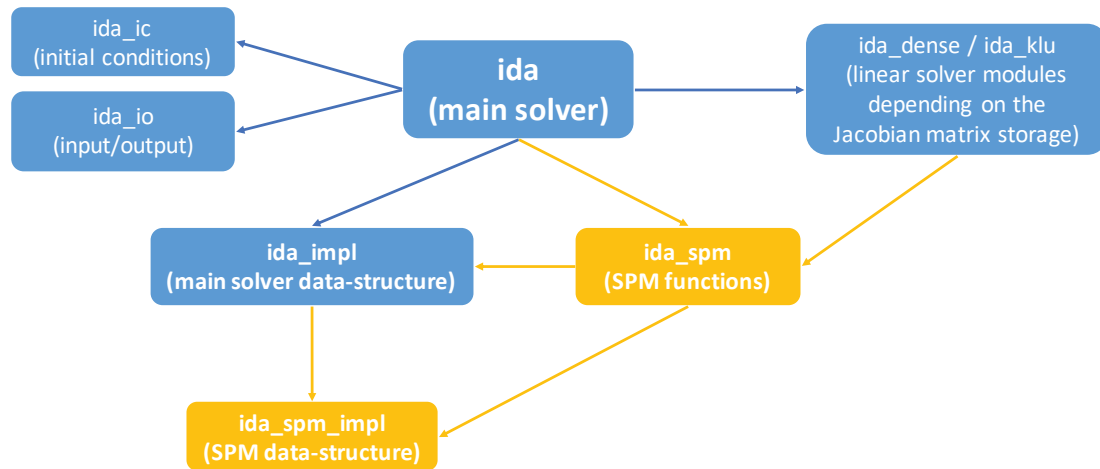 ida_ic
(initial conditions)
ida_io
(input/output)
ida
(main solver)
ida_dense / ida_klu
(linear solver modules
depending on the
Jacobian matrix storage)
ida_impl
(main solver data-structure)
ida_spm
(SPM functions)
ida_spm_impl
(SPM data-structure)